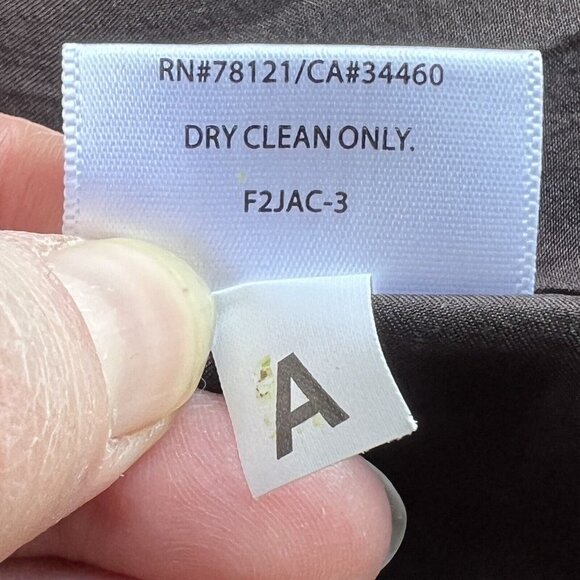 RN#78121/CA#34460
DRY CLEAN ONLY.
F2JAC-3
A